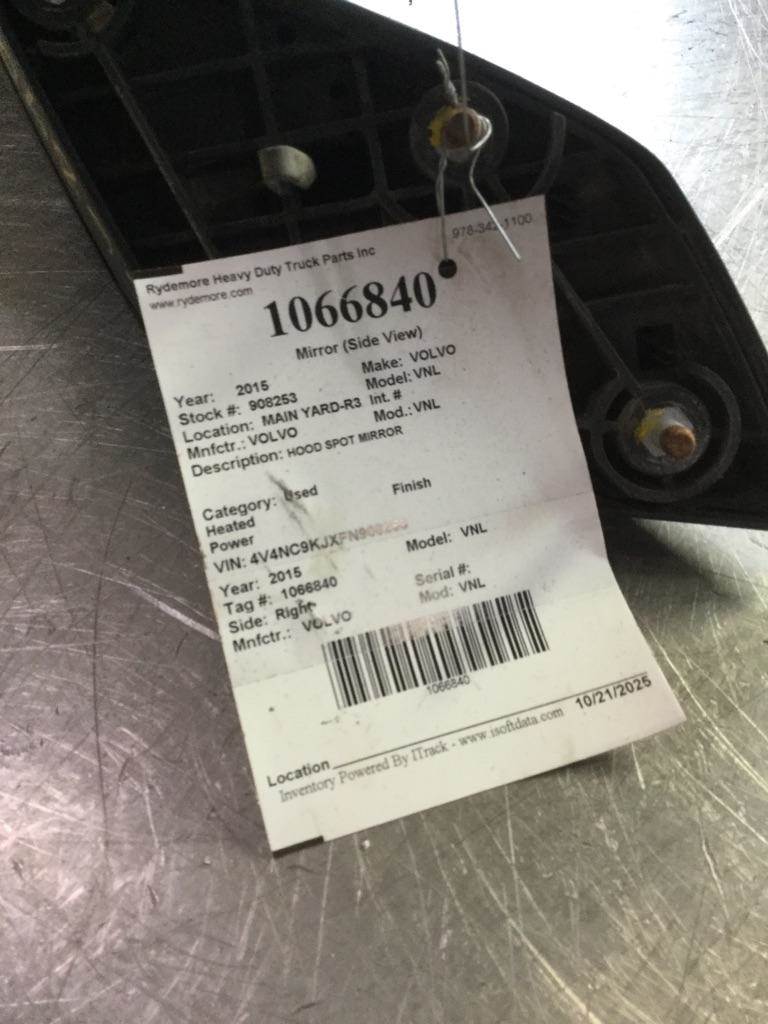 Rydemore Heavy Duty Truck Parts Inc
www.rydemore.com
978-342-1100
1066840
Mirror (Side View)
Year: 2015 Make: VOLVO
Stock #: 908253 Model: VNL
Location: MAIN YARD-R3 Int. #
Mnfctr.: VOLVO Mod.: VNL
Description: HOOD SPOT MIRROR
Category: Used Finish
Heated
Power
VIN: 4V4NC9KJXFN908253 Model: VNL
Year: 2015
Tag #: 1066840 Serial #:
Side: Right Mod: VNL
Mnfctr.: VOLVO
1066840
Location 10/21/2025
Inventory Powered By ITrack - www.isoftdata.com